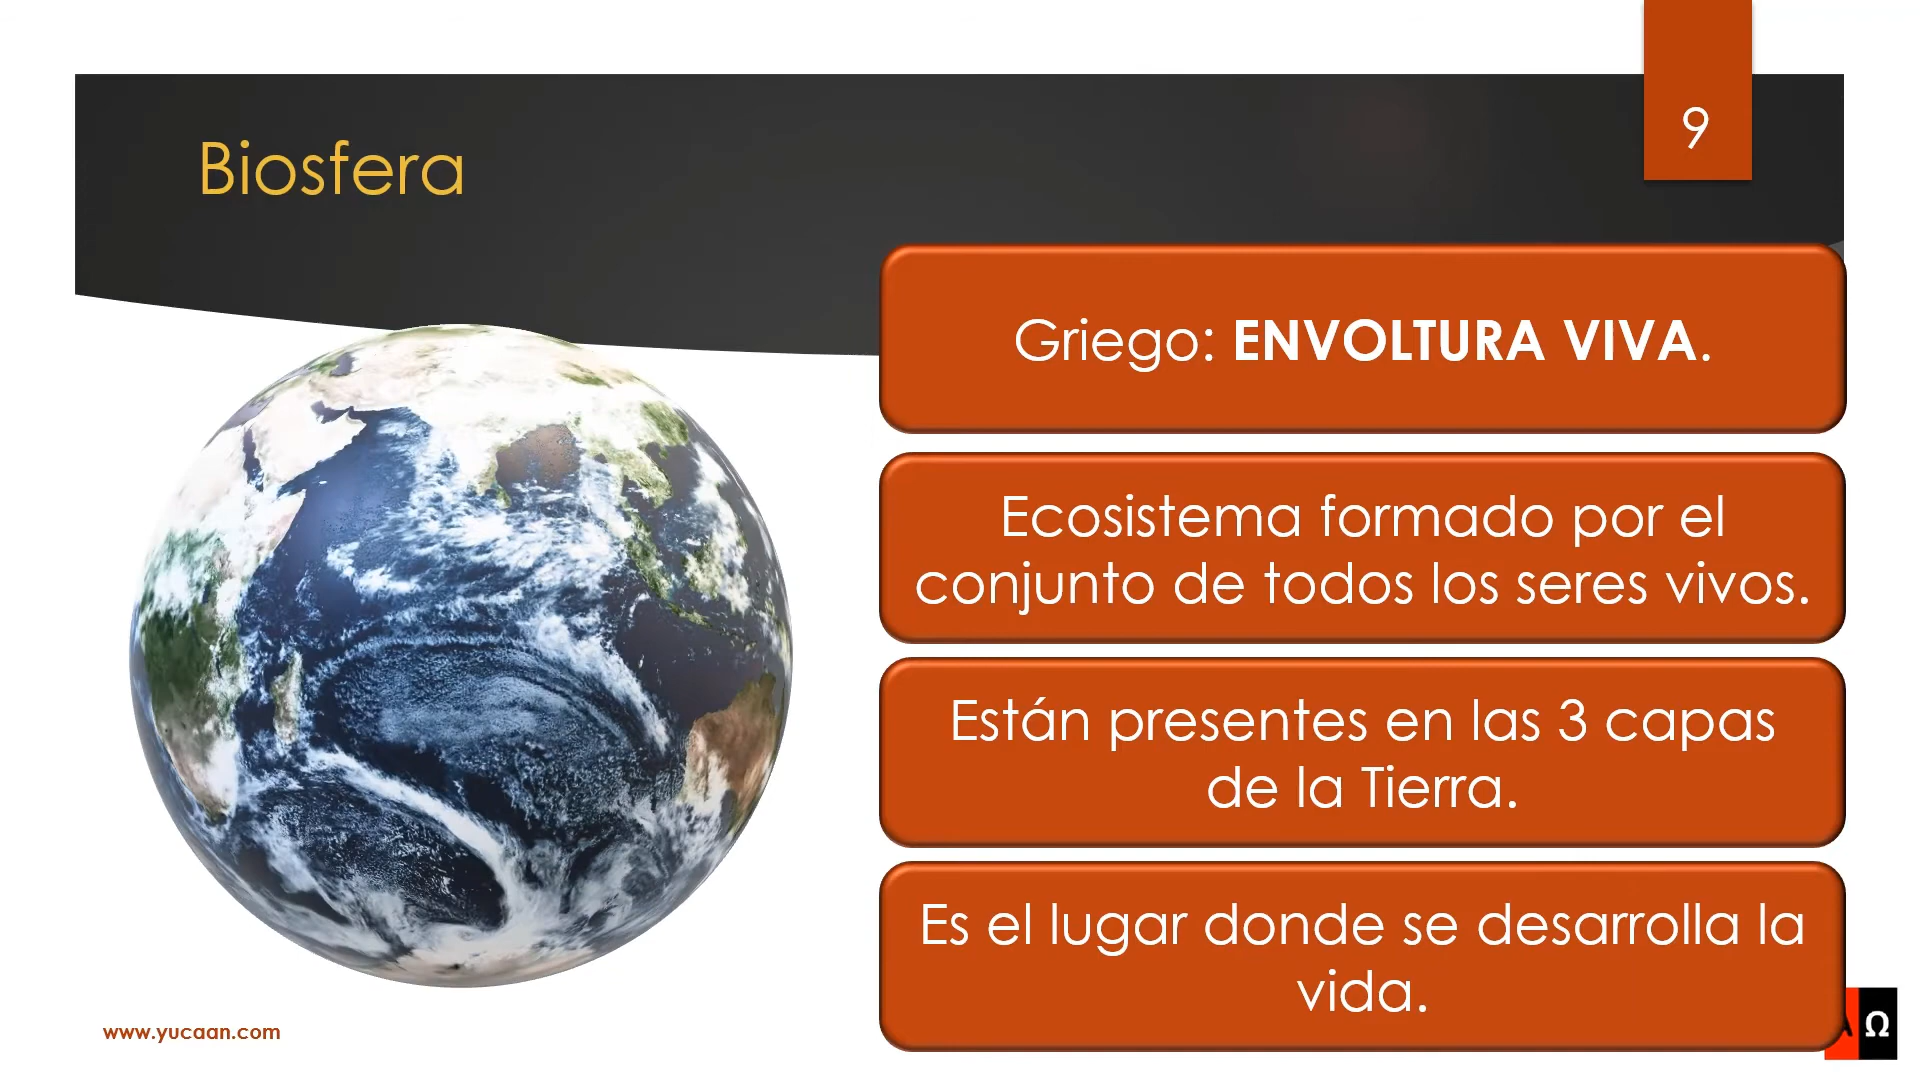 9
Biosfera
Griego: ENVOLTURA VIVA.
Ecosistema formado por el
conjunto de todos los seres vivos.
Están presentes en las 3 capas
de la Tierra.
Es el lugar donde se desarrolla la
vida.
www.yucaan.com
Ω